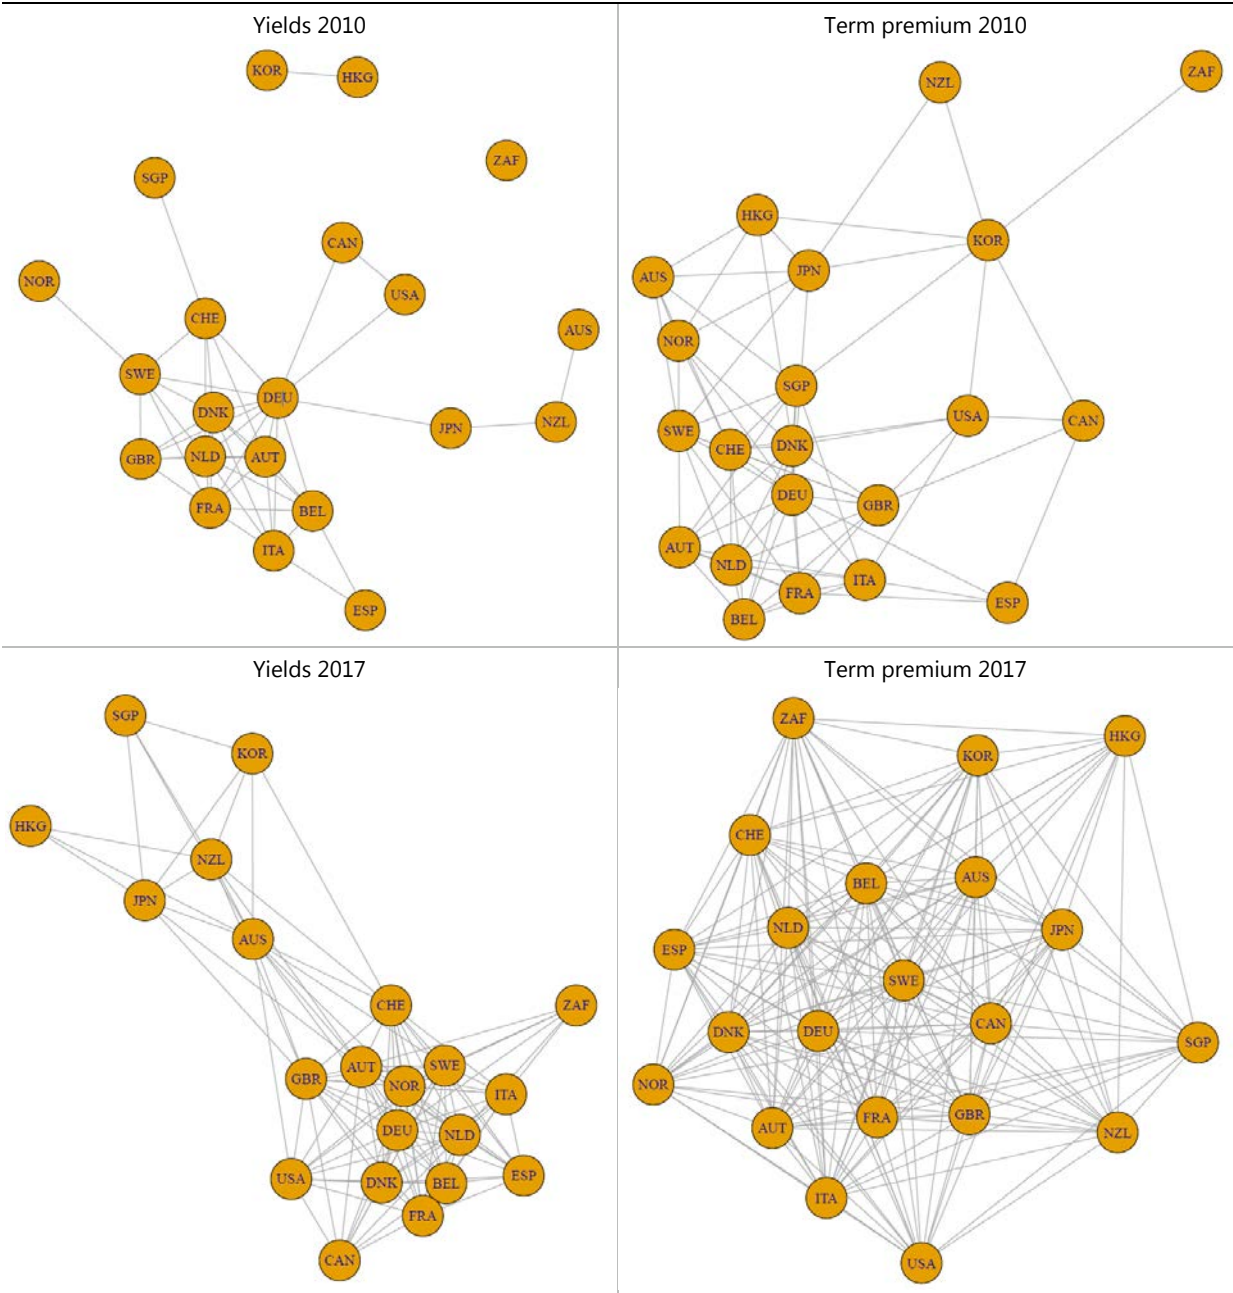 Yields 2010
KOR
HKG
ZAF
SGP
CAN
NOR
USA
CHE
AUS
SWE
DEU
DNK
NZL
JPN
GBR
NLD
AUT
FRA
BEL
ITA
ESP
Term premium 2010
ZAF
NZL
HKG
KOR
JPN
AUS
NOR
SGP
USA
CAN
SWE
CHE
DNK
DEU
GBR
AUT
NLD
ITA
FRA
ESP
BEL
Yields 2017
SGP
KOR
HKG
NZL
JPN
AUS
CHE
ZAF
AUT
SWE
GBR
NOR
ITA
DEU
NLD
USA
DNK
BEL
ESP
FRA
CAN
Term premium 2017
ZAF
HKG
KOR
CHE
BEL
AUS
NLD
JPN
ESP
SWE
CAN
DNK
DEU
SGP
NOR
FRA
GBR
AUT
NZL
ITA
USA